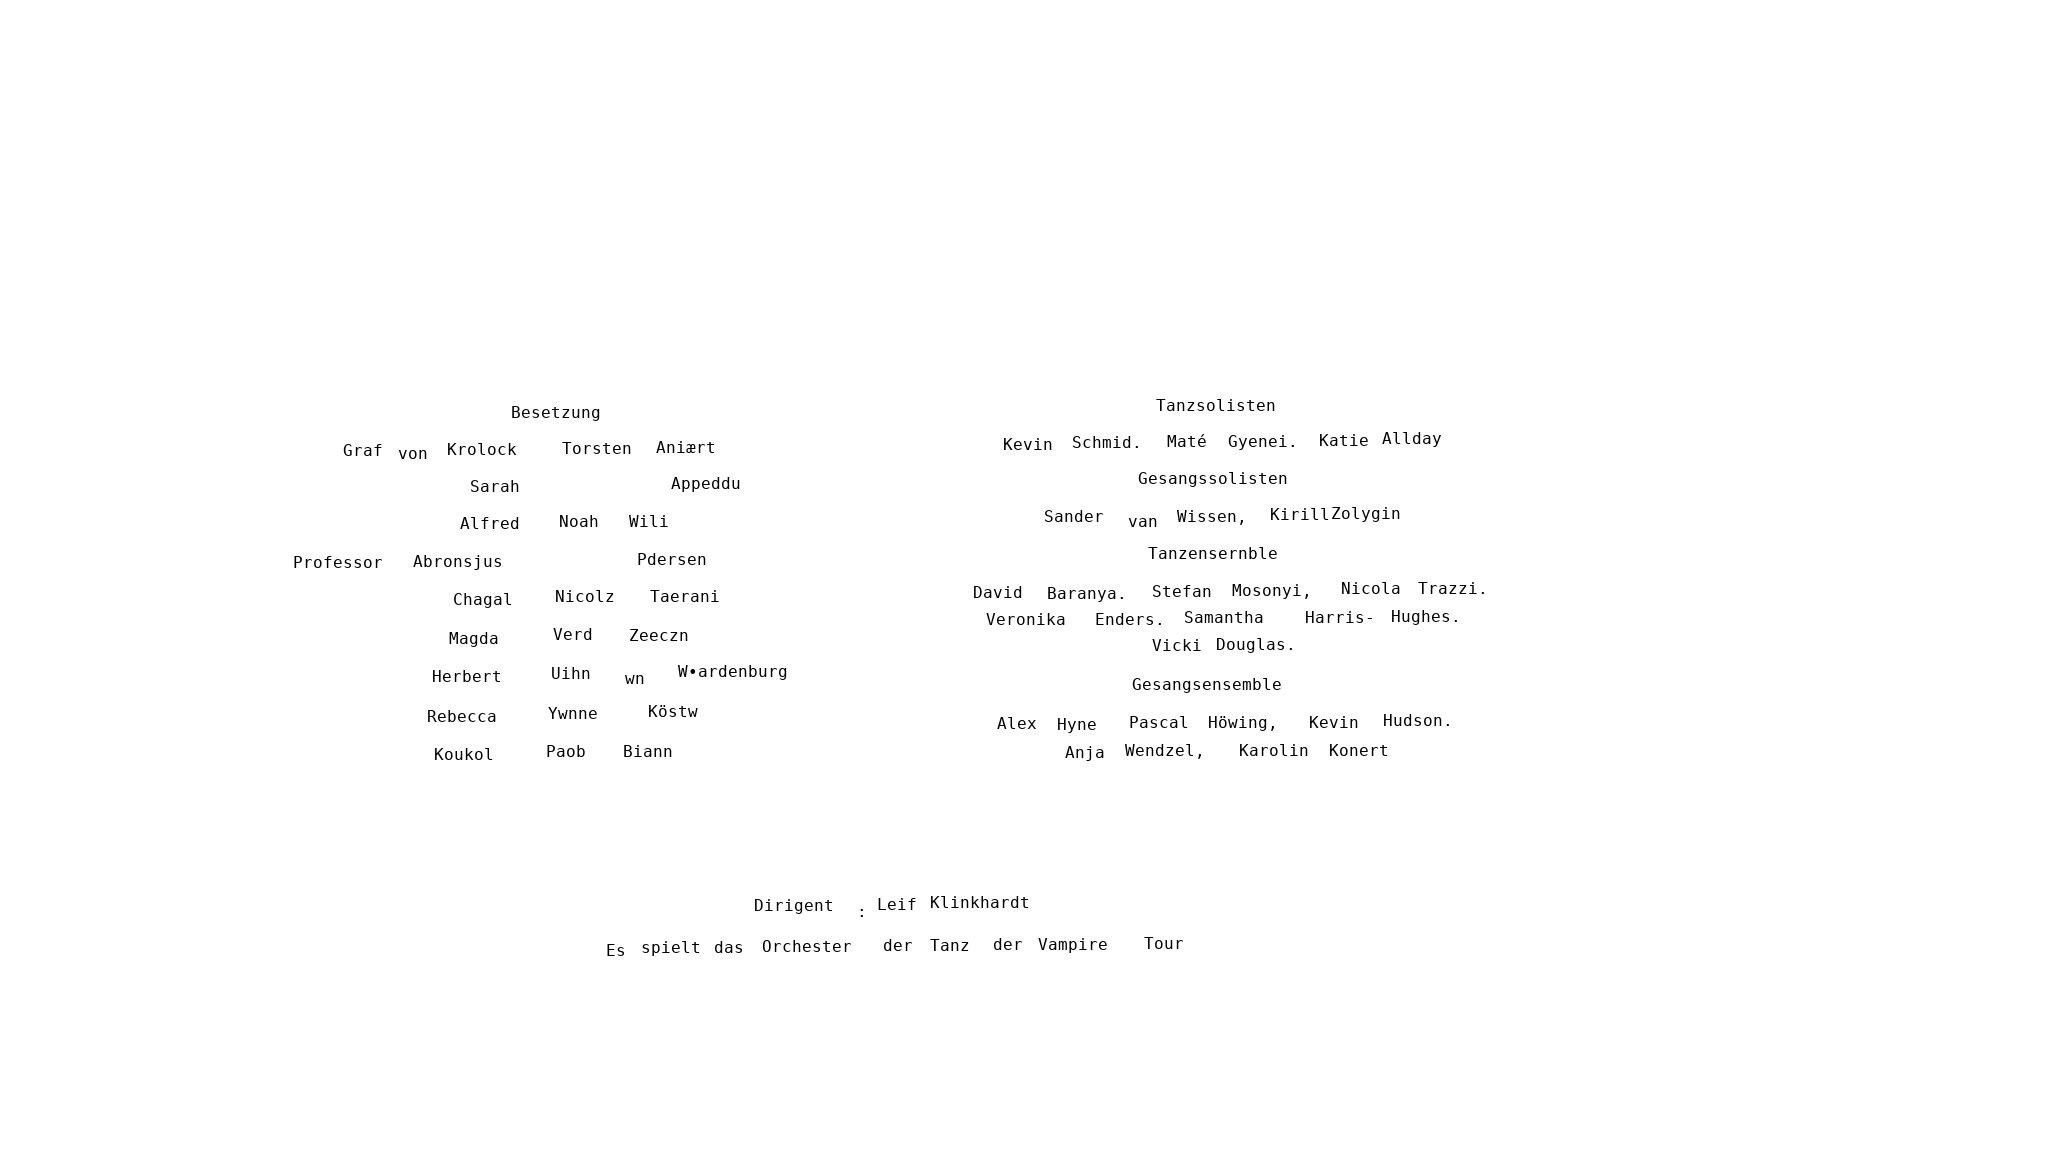 Besetzung
Graf von Krolock Torsten Aniært
Sarah Appeddu
Alfred Noah Wili
Professor Abronsjus Pdersen
Chagal Nicolz Taerani
Magda Verd Zeeczn
Herbert Uihn wn W•ardenburg
Rebecca Ywnne Köstw
Koukol Paob Biann
Tanzsolisten
Kevin Schmid. Maté Gyenei. Katie Allday
Gesangssolisten
Sander van Wissen, Kirill Zolygin
Tanzensernble
David Baranya. Stefan Mosonyi, Nicola Trazzi.
Veronika Enders. Samantha Harris- Hughes.
Vicki Douglas.
Gesangsensemble
Alex Hyne Pascal Höwing, Kevin Hudson.
Anja Wendzel, Karolin Konert
Dirigent : Leif Klinkhardt
Es spielt das Orchester der Tanz der Vampire Tour